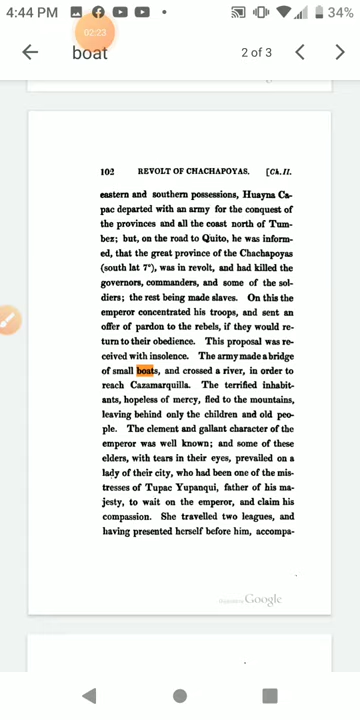 4:44 PM
34%
02:23
boat
2 of 3
102 REVOLT OF CHACHAPOYAS. [Ch.II.
eastern and southern possessions, Huayna Ca-
pac departed with an army for the conquest of
the provinces and all the coast north of Tum-
bez; but, on the road to Quito, he was inform-
ed, that the great province of the Chachapoyas
(south lat 7°), was in revolt, and had killed the
governors, commanders, and some of the sol-
diers; the rest being made slaves. On this the
emperor concentrated his troops, and sent an
offer of pardon to the rebels, if they would re-
turn to their obedience. This proposal was re-
ceived with insolence. The army made a bridge
of small boats, and crossed a river, in order to
reach Cazamarquilla. The terrified inhabit-
ants, hopeless of mercy, fled to the mountains,
leaving behind only the children and old peo-
ple. The clement and gallant character of the
emperor was well known; and some of these
elders, with tears in their eyes, prevailed on a
lady of their city, who had been one of the mis-
tresses of Tupac Yupanqui, father of his ma-
jesty, to wait on the emperor, and claim his
compassion. She travelled two leagues, and
having presented herself before him, accompa-
Digitized by Google